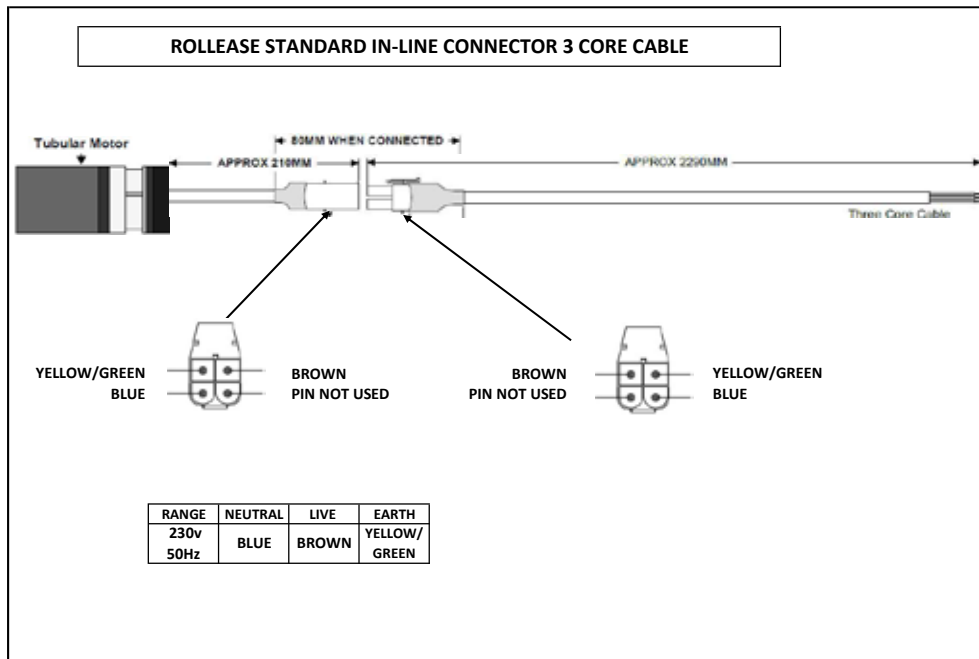 ROLLEASE STANDARD IN-LINE CONNECTOR 3 CORE CABLE
Tubular Motor
80MM WHEN CONNECTED
APPROX 210MM
APPROX 2290MM
Three Core Cable
YELLOW/GREEN
BLUE
BROWN
PIN NOT USED
BROWN
PIN NOT USED
YELLOW/GREEN
BLUE
RANGE NEUTRAL LIVE EARTH
230v 50Hz BLUE BROWN YELLOW/ GREEN